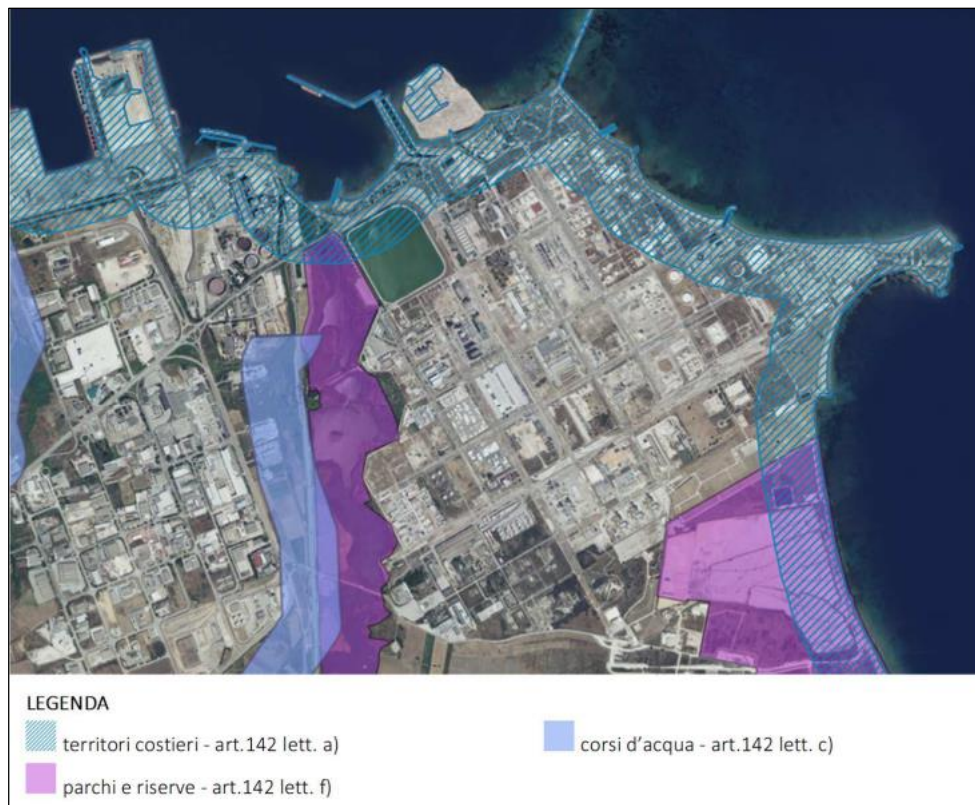 LEGENDA
territori costieri - art.142 lett. a)
corsi d'acqua - art.142 lett. c)
parchi e riserve - art.142 lett. f)